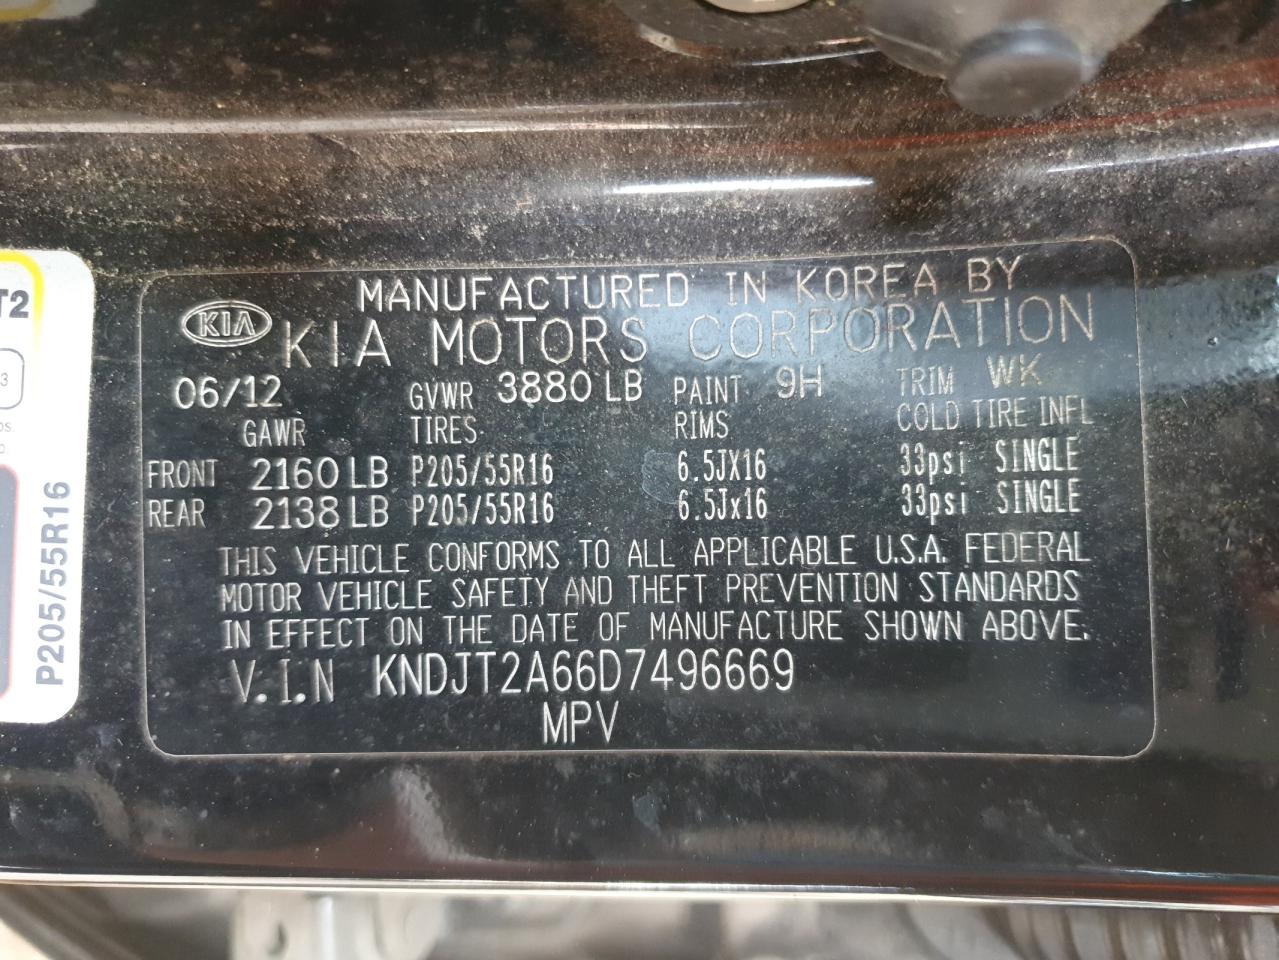 MANUFACTURED IN KOREA BY
KIA KIA MOTORS CORPORATION
06/12 GVWR 3880 LB PAINT 9H TRIM WK
GAWR TIRES RIMS COLD TIRE INFL
FRONT 2160 LB P205/55R16 6.5JX16 33psi SINGLE
REAR 2138 LB P205/55R16 6.5Jx16 33psi SINGLE
THIS VEHICLE CONFORMS TO ALL APPLICABLE U.S.A. FEDERAL
MOTOR VEHICLE SAFETY AND THEFT PREVENTION STANDARDS
IN EFFECT ON THE DATE OF MANUFACTURE SHOWN ABOVE.
V.I.N KNDJT2A66D7496669
MPV
T2
3
P205/55R16